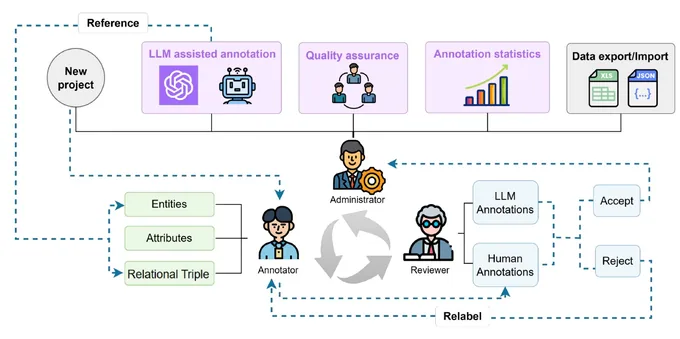 Reference
New
project
LLM assisted annotation
Quality assurance
Annotation statistics
Data export/Import
XLS
JSON
{...}
Administrator
Entities
Attributes
Relational Triple
Annotator
Reviewer
LLM
Annotations
Human
Annotations
Accept
Reject
Relabel